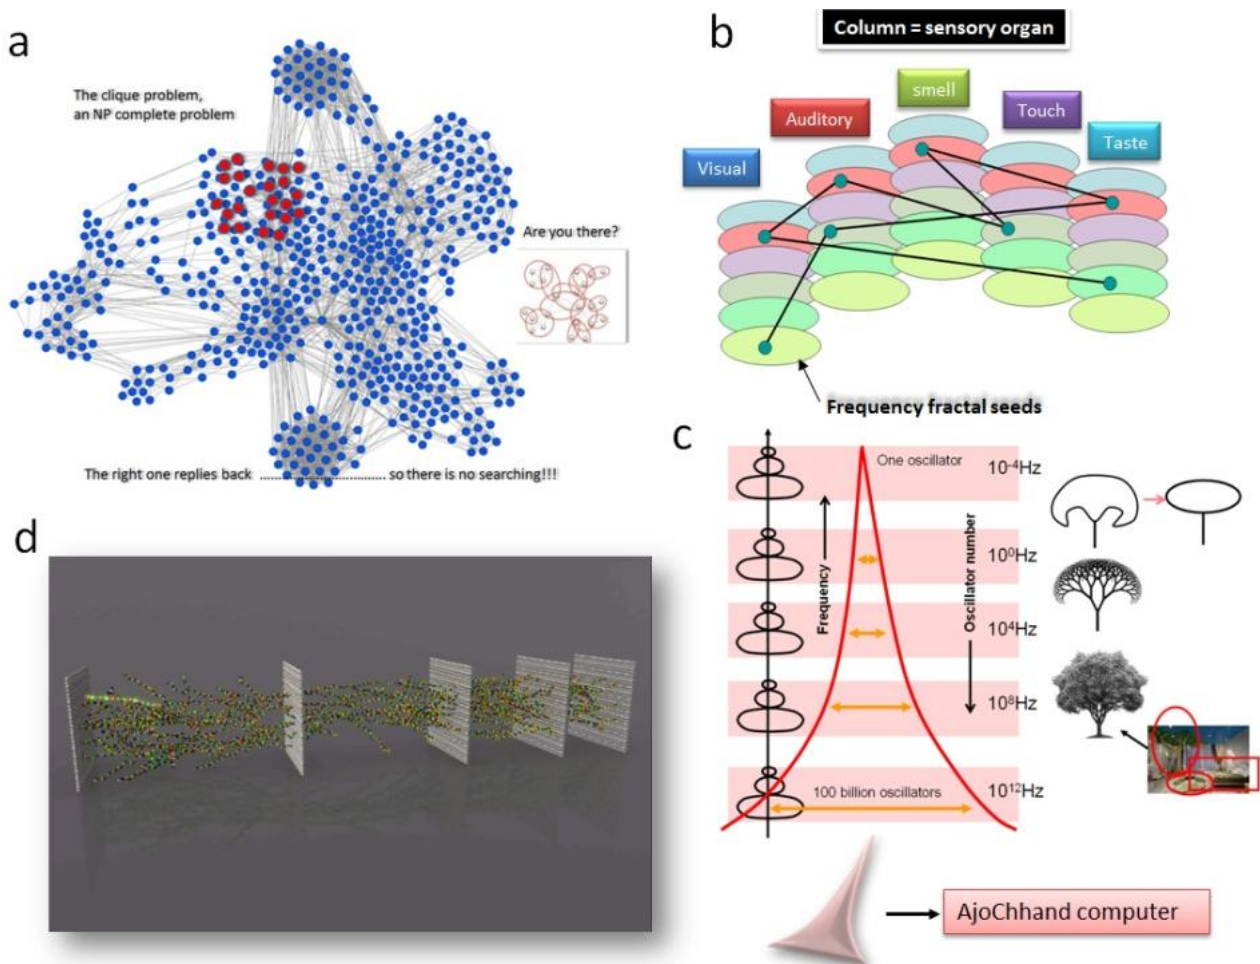 a
The clique problem,
an NP complete problem
Are you there?
The right one replies back ................................ so there is no searching!!!
b
Column = sensory organ
Visual
Auditory
smell
Touch
Taste
Frequency fractal seeds
c
One oscillator
10-4Hz
10⁰Hz
Frequency
Oscillator number
10⁴Hz
10⁸Hz
100 billion oscillators
10¹²Hz
AjoChhand computer
d